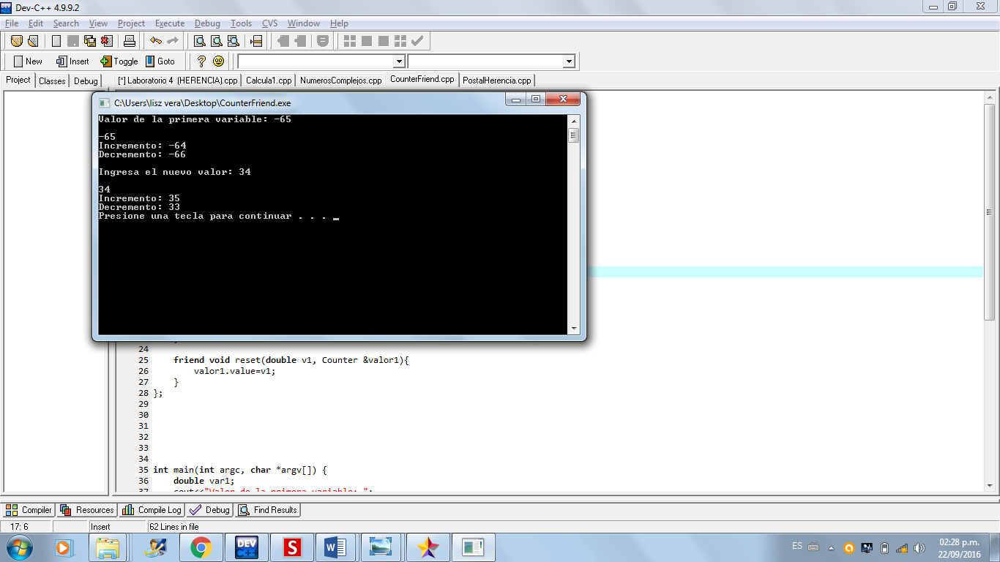 Dev-C++ 4.9.9.2
File Edit Search View Project Execute Debug Tools CVS Window Help
New Insert Toggle Goto
Project Classes Debug [*] Laboratorio 4 (HERENCIA).cpp Calcula1.cpp NumerosComplejos.cpp CounterFriend.cpp PostalHerencia.cpp
C:\Users\lisz vera\Desktop\CounterFriend.exe
Valor de la primera variable: -65
-65
Incremento: -64
Decremento: -66
Ingresa el nuevo valor: 34
34
Incremento: 35
Decremento: 33
Presione una tecla para continuar . . .
24
25 friend void reset(double v1, Counter &valor1){
26 valor1.value=v1;
27 }
28 };
29
30
31
32
33
34
35 int main(int argc, char *argv[]) {
36 double var1;
37 cout<<"Valor de la primera variable: ";
Compiler Resources Compile Log Debug Find Results
17: 6 Insert 62 Lines in file
ES 02:28 p.m.
22/09/2016